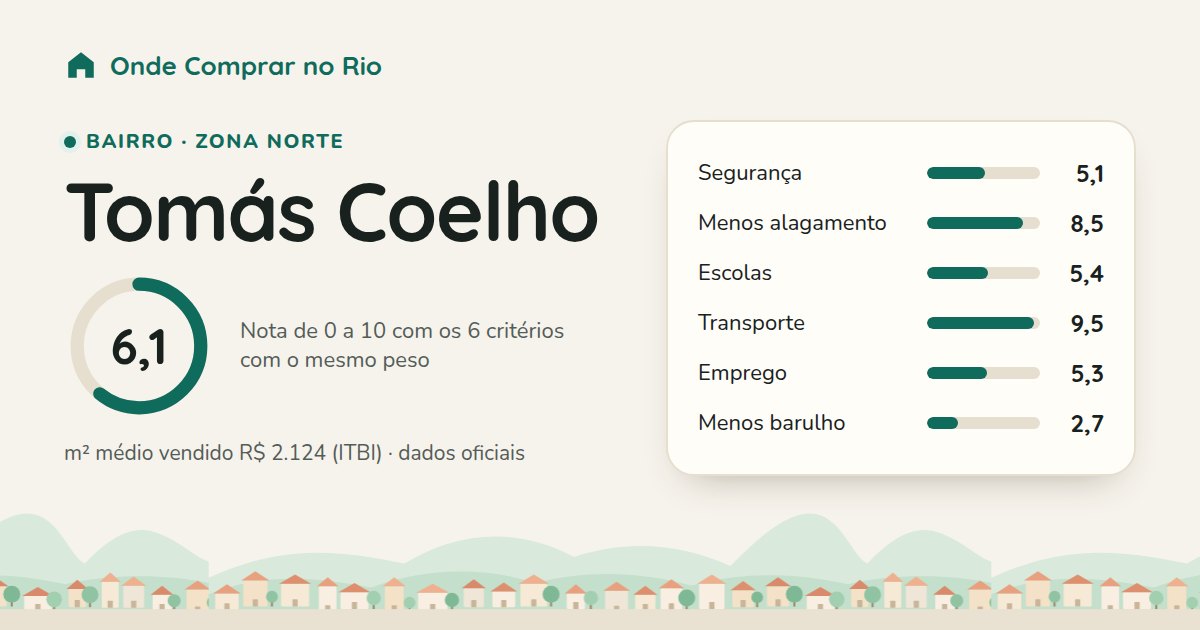 Onde Comprar no Rio
BAIRRO · ZONA NORTE
Tomás Coelho
6,1
Nota de 0 a 10 com os 6 critérios
com o mesmo peso
m² médio vendido R$ 2.124 (ITBI) · dados oficiais
Segurança 5,1
Menos alagamento 8,5
Escolas 5,4
Transporte 9,5
Emprego 5,3
Menos barulho 2,7